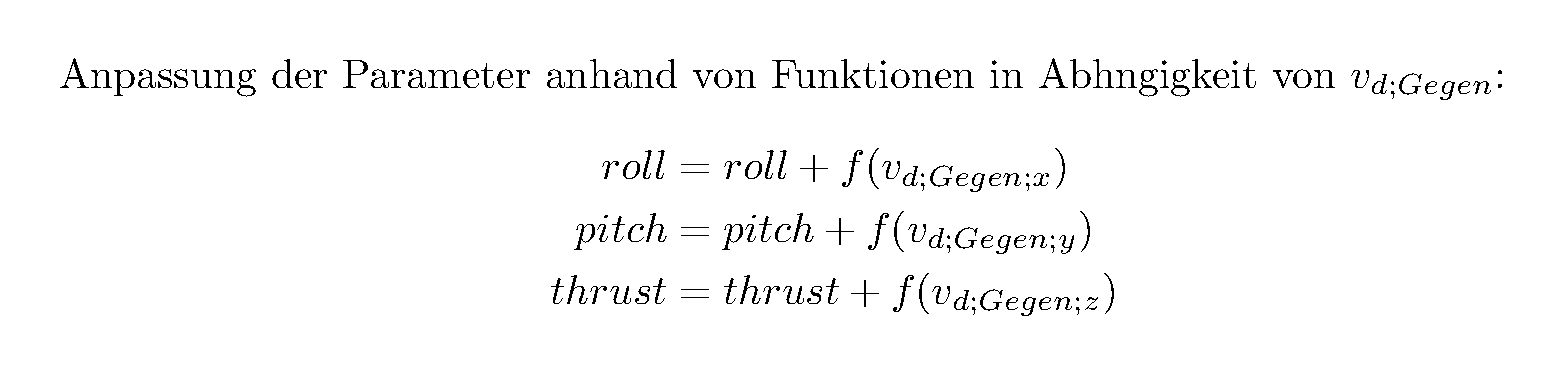 Anpassung der Parameter anhand von Funktionen in Abhngigkeit von $v_{d;Gegen}$:
$roll = roll + f(v_{d;Gegen;x})$
$pitch = pitch + f(v_{d;Gegen;y})$
$thrust = thrust + f(v_{d;Gegen;z})$